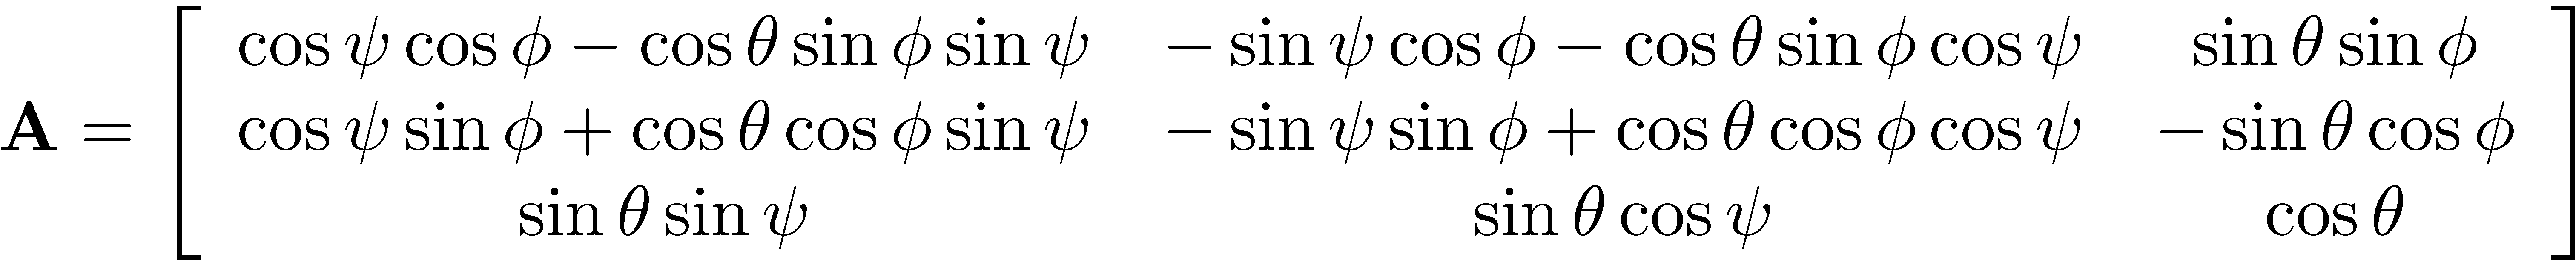 cos ψ cos ϕ − cos θ sin ϕ sin ψ   − sin ψ cos ϕ − cos θ sin ϕ cos ψ   sin θ sin ϕ
A = [ cos ψ sin ϕ + cos θ cos ϕ sin ψ   − sin ψ sin ϕ + cos θ cos ϕ cos ψ   − sin θ cos ϕ ]
sin θ sin ψ   sin θ cos ψ   cos θ